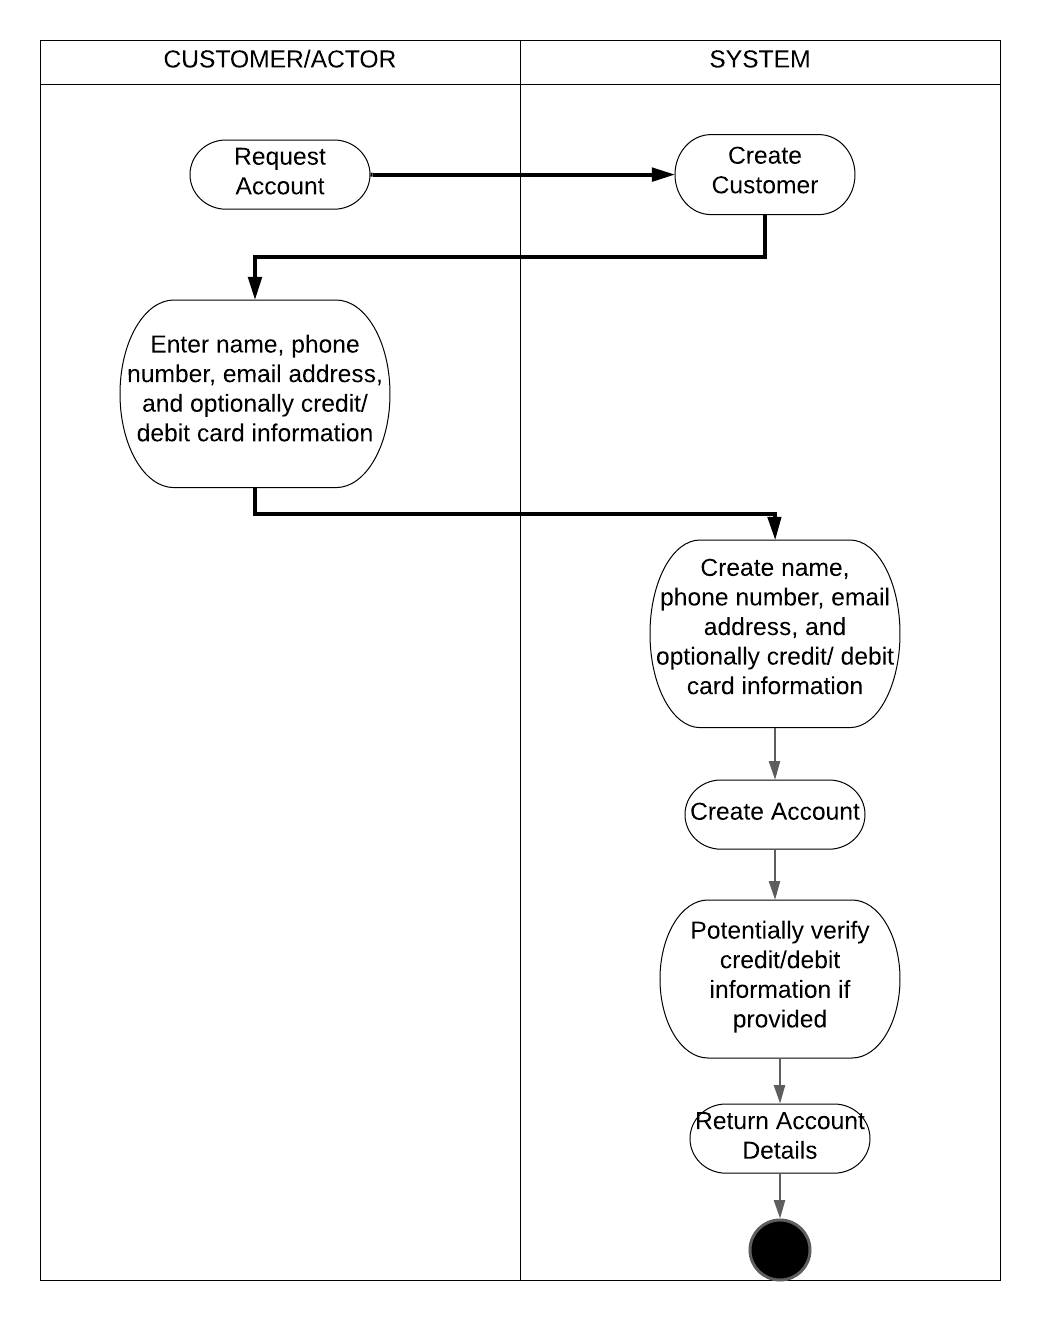 CUSTOMER/ACTOR
SYSTEM
Request
Account
Create
Customer
Enter name, phone
number, email address,
and optionally credit/
debit card information
Create name,
phone number, email
address, and
optionally credit/ debit
card information
Create Account
Potentially verify
credit/debit
information if
provided
Return Account
Details